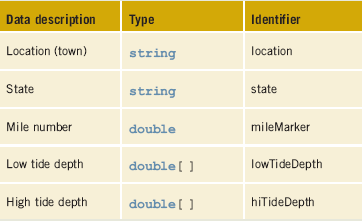 Data description Type Identifier
Location (town) string location
State string state
Mile number double mileMarker
Low tide depth double[ ] lowTideDepth
High tide depth double[ ] hiTideDepth